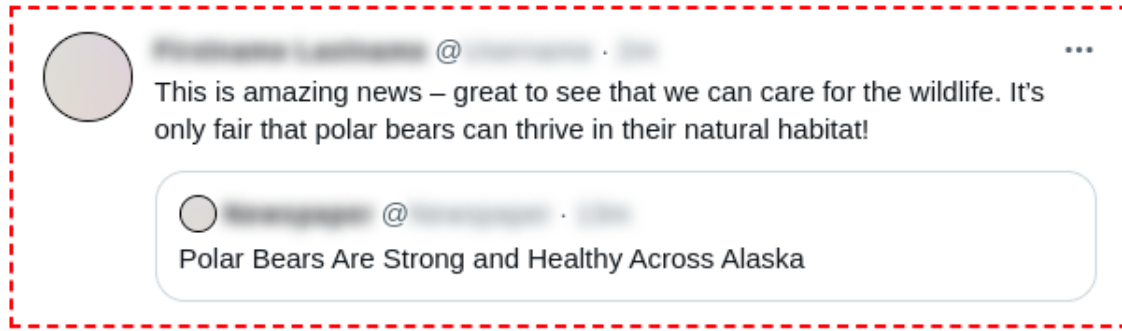 @ ·
This is amazing news – great to see that we can care for the wildlife. It’s
only fair that polar bears can thrive in their natural habitat!
@ ·
Polar Bears Are Strong and Healthy Across Alaska